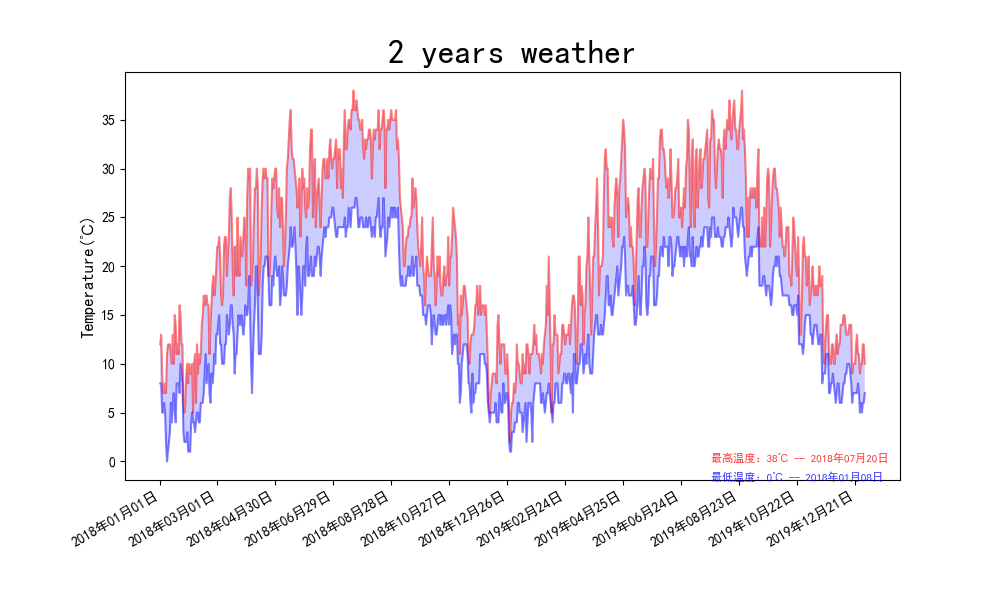 2 years weather
Temperature(℃)
35
30
25
20
15
10
5
0
最高温度：38℃ -- 2018年07月20日
最低温度：0℃ -- 2018年01月08日
2018年01月01日
2018年03月01日
2018年04月30日
2018年06月29日
2018年08月28日
2018年10月27日
2018年12月26日
2019年02月24日
2019年04月25日
2019年06月24日
2019年08月23日
2019年10月22日
2019年12月21日